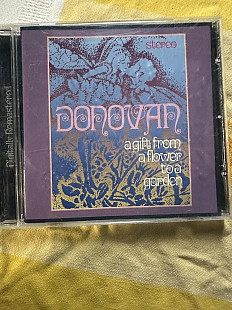 stereo
DONOVAN
a gift from
a flower
to a
garden
Digitally Remastered